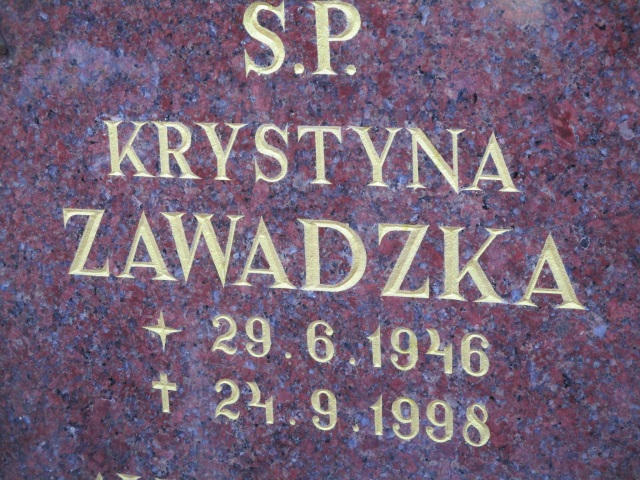 S.P.
KRYSTYNA
ZAWADZKA
29.6.1946
24.9.1998